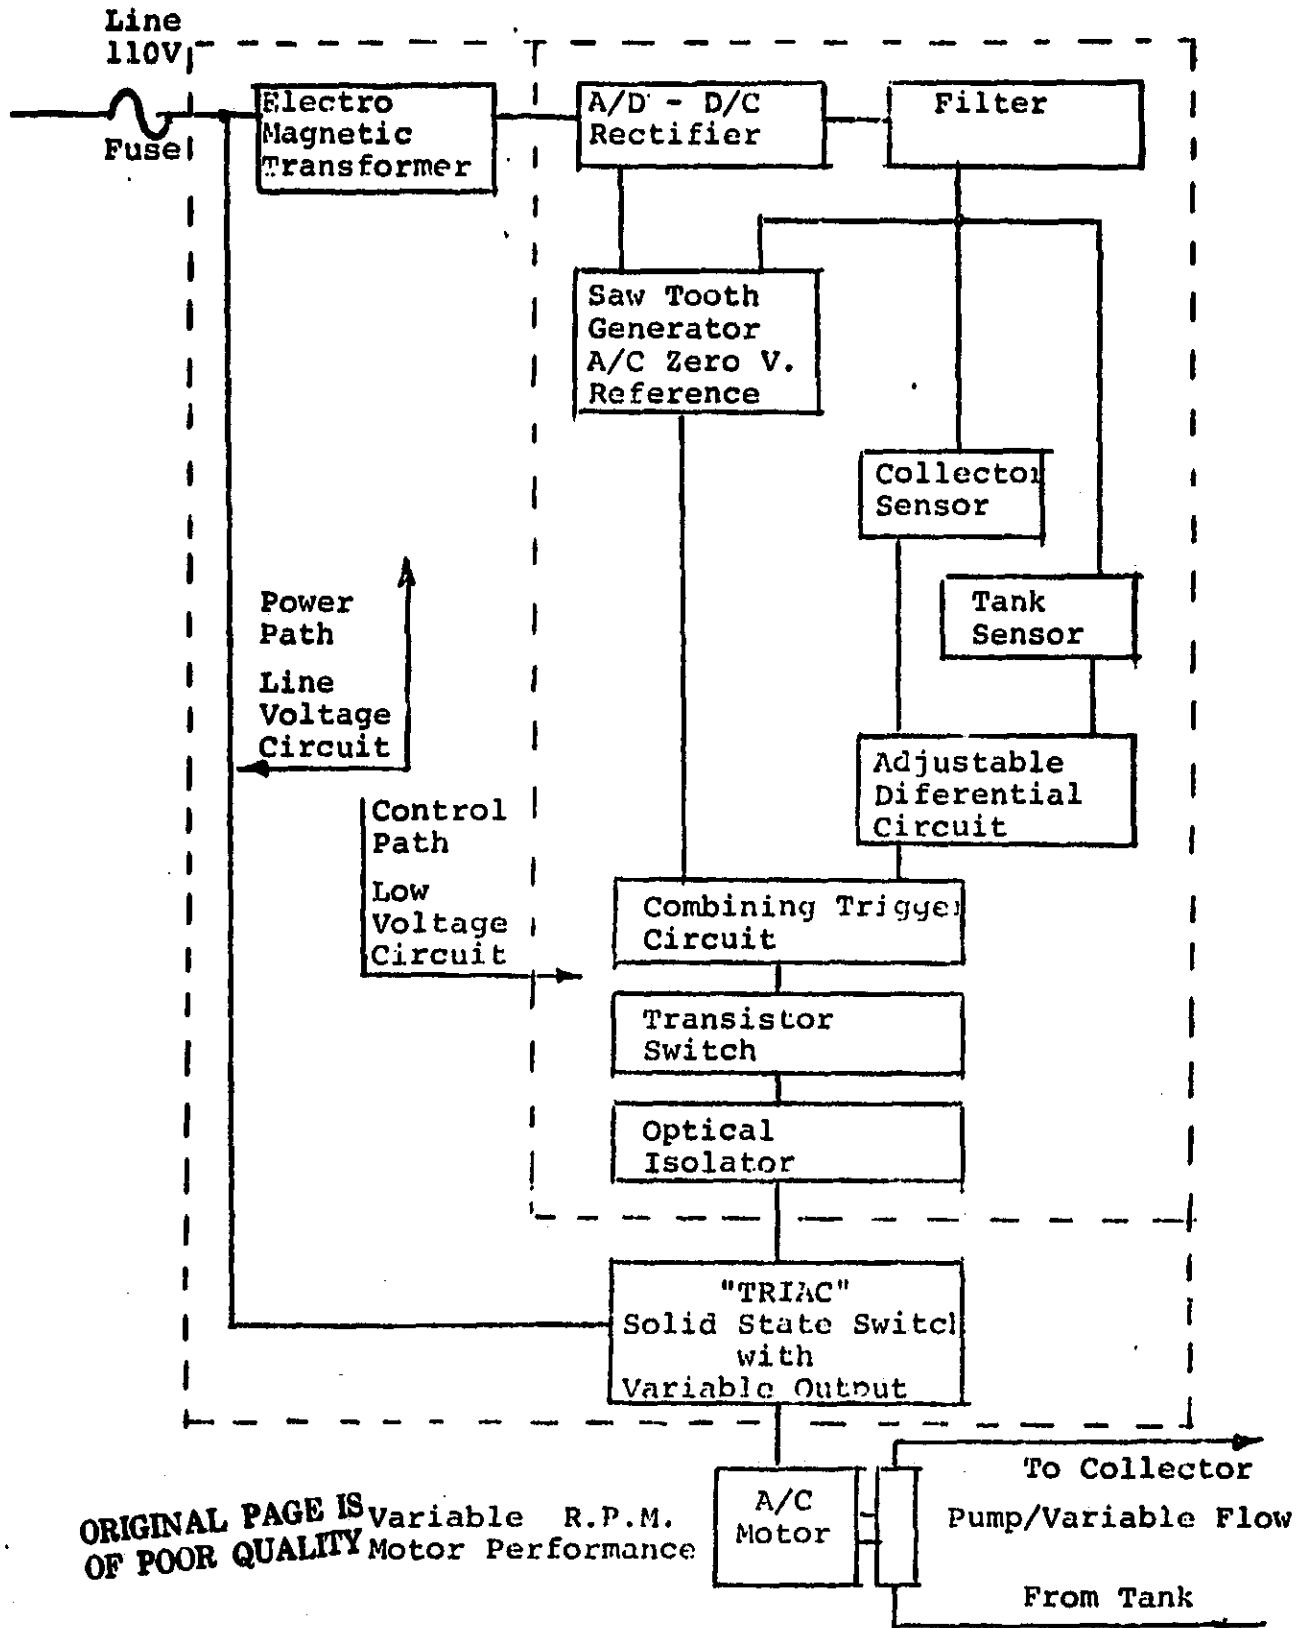 Line
110V
Fuse
Electro
Magnetic
Transformer
A/D - D/C
Rectifier
Filter
Saw Tooth
Generator
A/C Zero V.
Reference
Collector
Sensor
Tank
Sensor
Power
Path
Line
Voltage
Circuit
Adjustable
Diferential
Circuit
Control
Path
Low
Voltage
Circuit
Combining Trigger
Circuit
Transistor
Switch
Optical
Isolator
"TRIAC"
Solid State Switch
with
Variable Output
To Collector
A/C
Motor
Pump/Variable Flow
From Tank
Variable R.P.M.
Motor Performance
ORIGINAL PAGE IS
OF POOR QUALITY